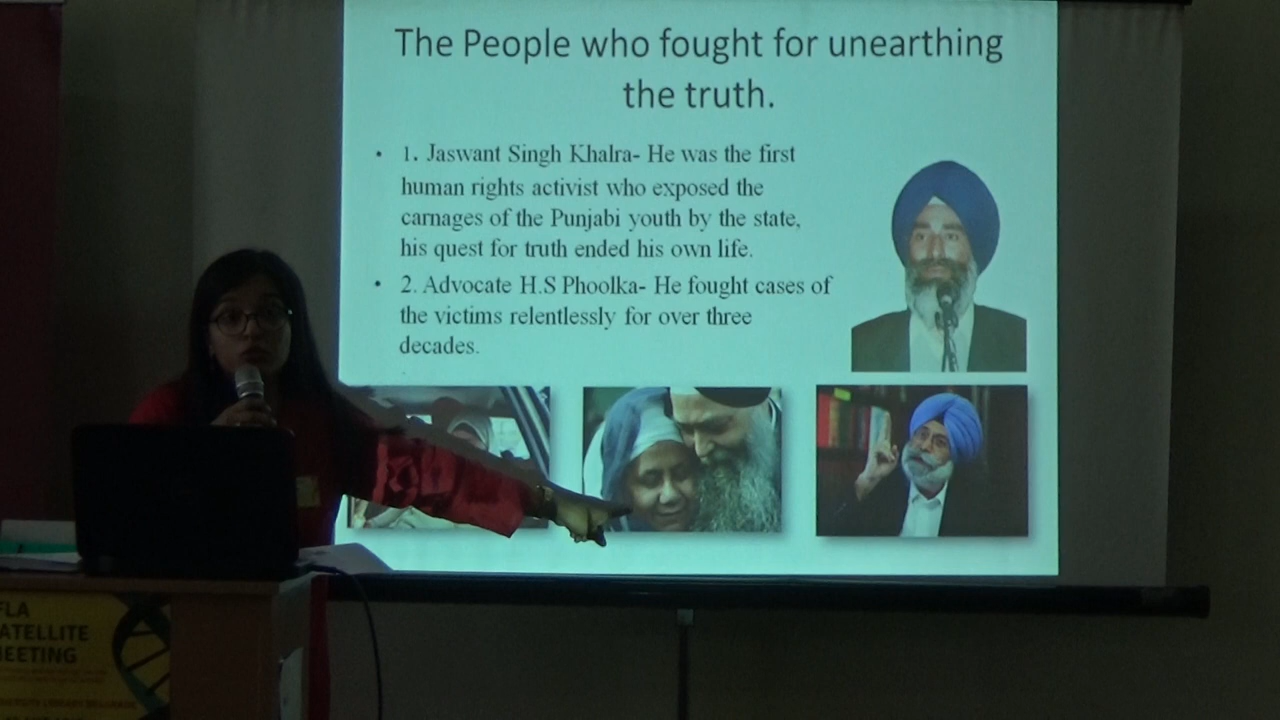 The People who fought for unearthing
the truth.
• 1. Jaswant Singh Khalra- He was the first
human rights activist who exposed the
carnages of the Punjabi youth by the state,
his quest for truth ended his own life.
• 2. Advocate H.S Phoolka- He fought cases of
the victims relentlessly for over three
decades.
FLA
ATELLITE
MEETING